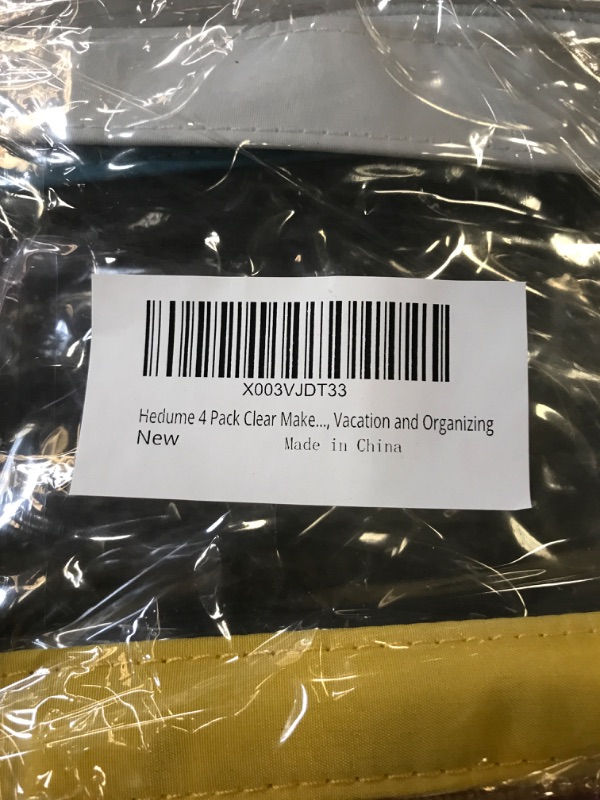 X003VJDT33
Hedume 4 Pack Clear Make..., Vacation and Organizing
New
Made in China